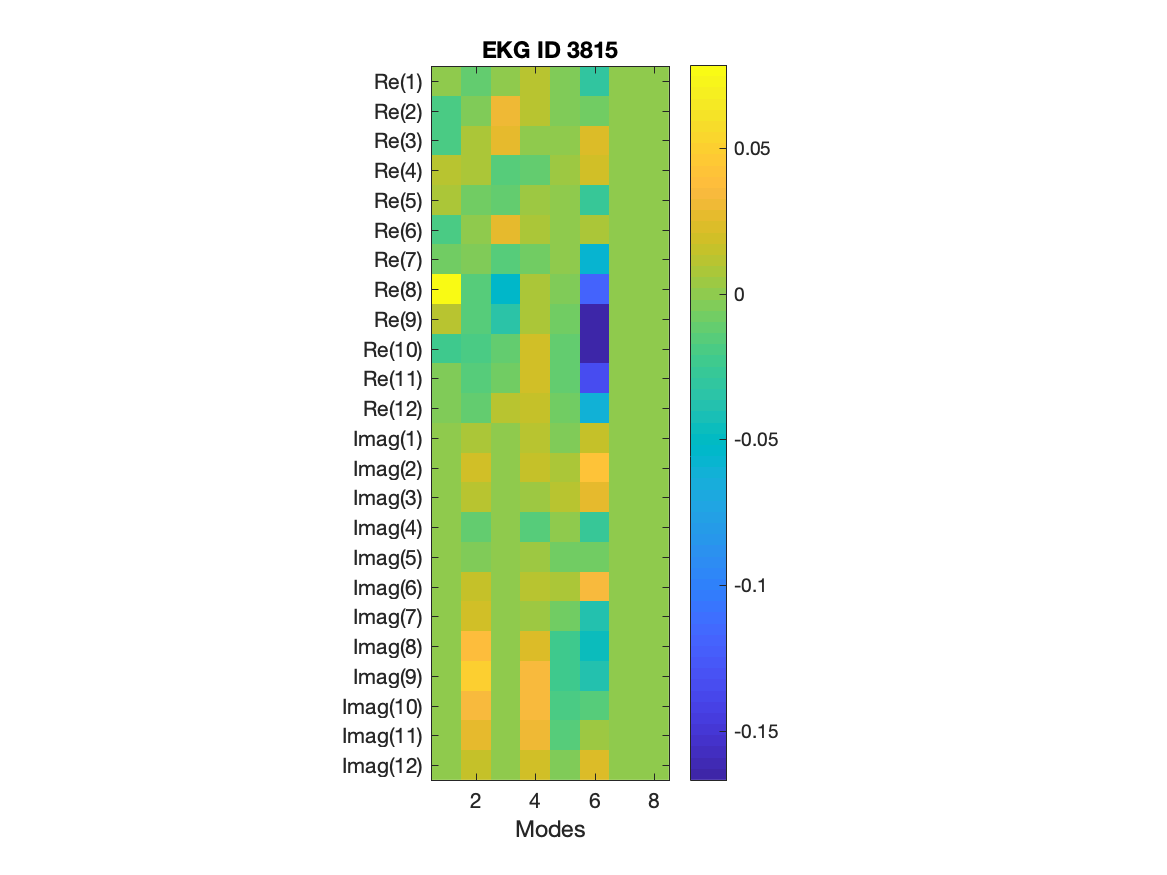 EKG ID 3815
Re(1)
Re(2)
Re(3)
Re(4)
Re(5)
Re(6)
Re(7)
Re(8)
Re(9)
Re(10)
Re(11)
Re(12)
Imag(1)
Imag(2)
Imag(3)
Imag(4)
Imag(5)
Imag(6)
Imag(7)
Imag(8)
Imag(9)
Imag(10)
Imag(11)
Imag(12)
2 4 6 8
Modes
0.05
0
-0.05
-0.1
-0.15